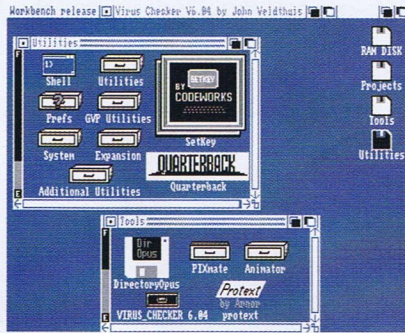 Workbench release
Virus Checker V6.04 by John Veldthuis
Utilities
Shell
Utilities
Prefs
GVP Utilities
System
Expansion
Additional Utilities
SETKEY
BY
CODEWORKS
SetKey
QUARTERBACK
Quarterback
RAM DISK
Projects
Tools
Utilities
Tools
Dir
Opus
DirectoryOpus
PIXmate
Animator
Protext
by Arnor
VIRUS_CHECKER 6.04
protext
F
E
F
E